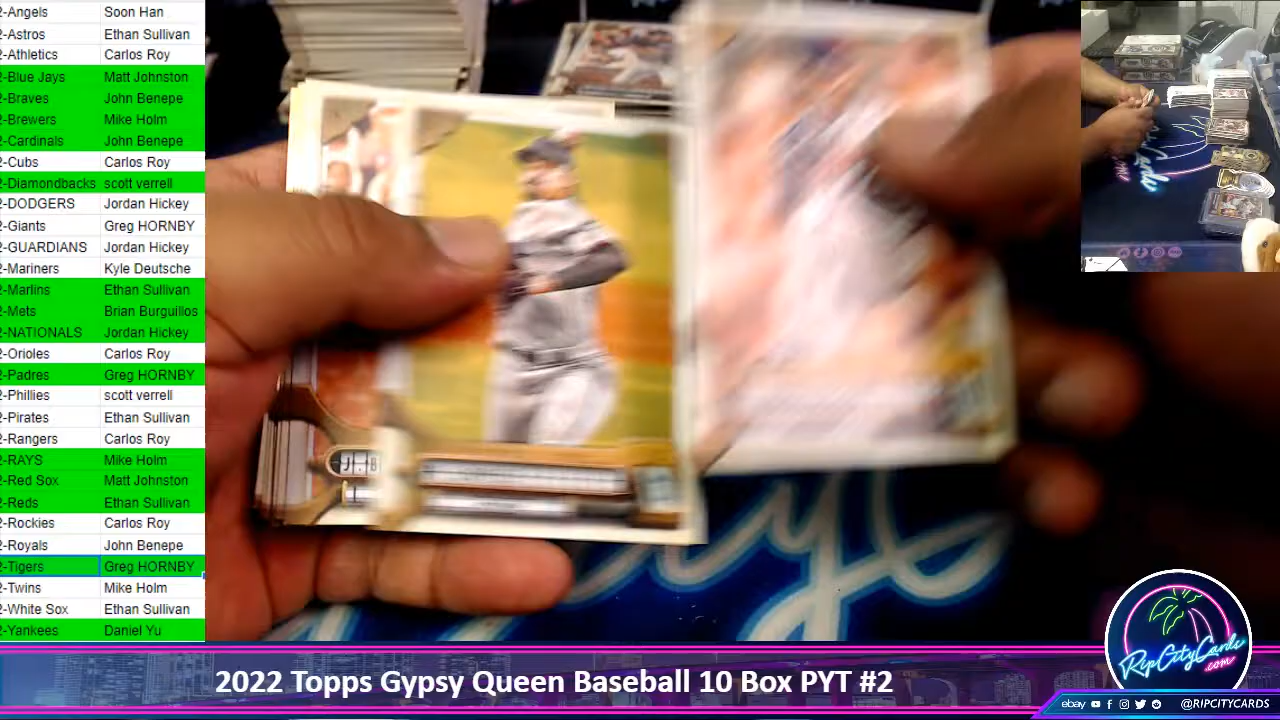 2-Angels Soon Han
2-Astros Ethan Sullivan
2-Athletics Carlos Roy
2-Blue Jays Matt Johnston
2-Braves John Benepe
2-Brewers Mike Holm
2-Cardinals John Benepe
2-Cubs Carlos Roy
2-Diamondbacks scott verrell
2-DODGERS Jordan Hickey
2-Giants Greg HORNBY
2-GUARDIANS Jordan Hickey
2-Mariners Kyle Deutsche
2-Marlins Ethan Sullivan
2-Mets Brian Burguillos
2-NATIONALS Jordan Hickey
2-Orioles Carlos Roy
2-Padres Greg HORNBY
2-Phillies scott verrell
2-Pirates Ethan Sullivan
2-Rangers Carlos Roy
2-RAYS Mike Holm
2-Red Sox Matt Johnston
2-Reds Ethan Sullivan
2-Rockies Carlos Roy
2-Royals John Benepe
2-Tigers Greg HORNBY
2-Twins Mike Holm
2-White Sox Ethan Sullivan
2-Yankees Daniel Yu
2022 Topps Gypsy Queen Baseball 10 Box PYT #2
RipCityCards
.com
ebay @RIPCITYCARDS